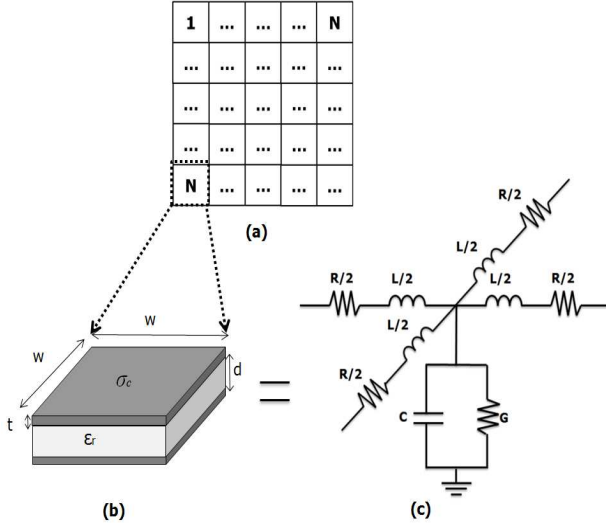 1 ... ... ... N
... ... ... ... ...
... ... ... ... ...
... ... ... ... ...
N ... ... ... ...
(a)
R/2
L/2
R/2 L/2 L/2 R/2
L/2
R/2
C G
W
W
d
σc
t
εr
=
(b)
(c)